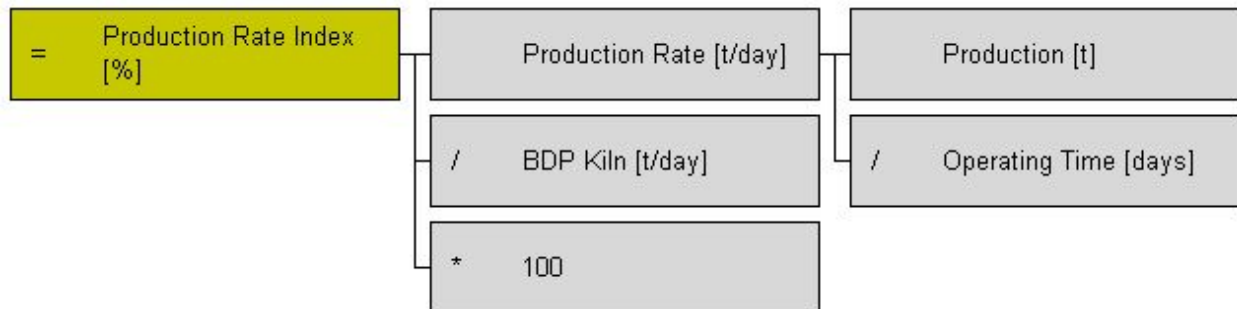 = Production Rate Index
[%]
Production Rate [t/day]
Production [t]
/ BDP Kiln [t/day]
/ Operating Time [days]
* 100